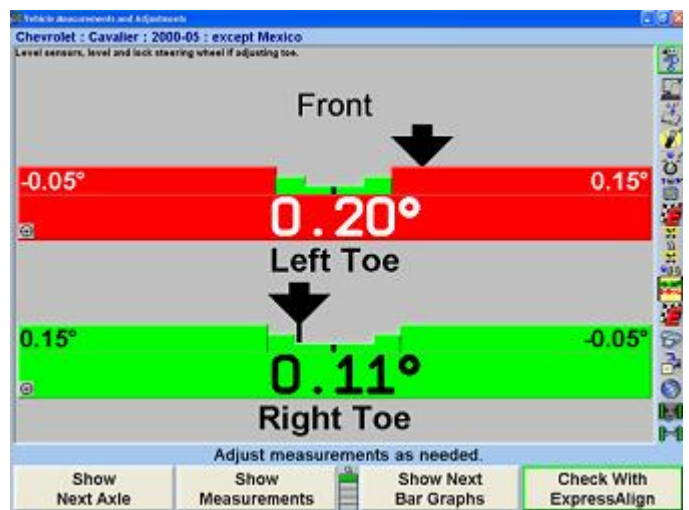 Vehicle Measurements and Adjustments
Chevrolet : Cavalier : 2000-05 : except Mexico
Level sensors, level and lock steering wheel if adjusting toe.
Front
-0.05° 0.15°
0.20°
Left Toe
0.15° -0.05°
0.11°
Right Toe
Adjust measurements as needed.
Show Next Axle
Show Measurements
Show Next Bar Graphs
Check With ExpressAlign